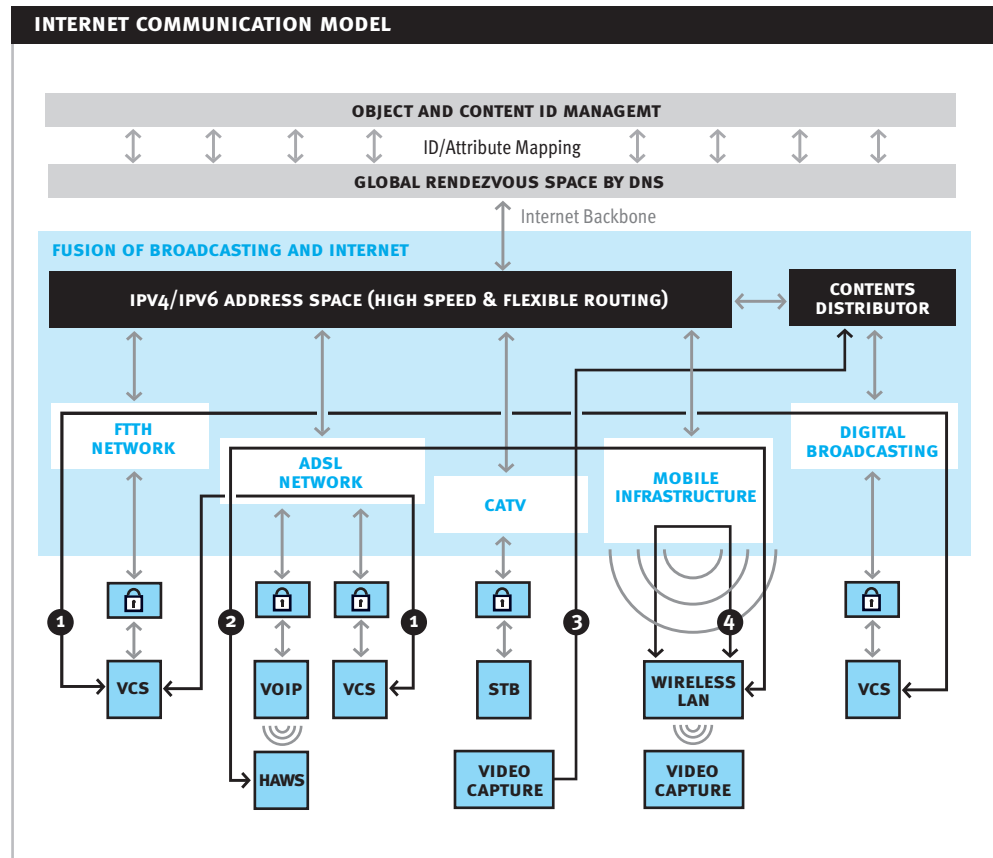 INTERNET COMMUNICATION MODEL
OBJECT AND CONTENT ID MANAGEMT
ID/Attribute Mapping
GLOBAL RENDEZVOUS SPACE BY DNS
Internet Backbone
FUSION OF BROADCASTING AND INTERNET
IPV4/IPV6 ADDRESS SPACE (HIGH SPEED & FLEXIBLE ROUTING)
CONTENTS
DISTRIBUTOR
FTTH
NETWORK
ADSL
NETWORK
CATV
MOBILE
INFRASTRUCTURE
DIGITAL
BROADCASTING
1
2
1
3
4
VCS
VOIP
VCS
STB
WIRELESS
LAN
VCS
HAWS
VIDEO
CAPTURE
VIDEO
CAPTURE